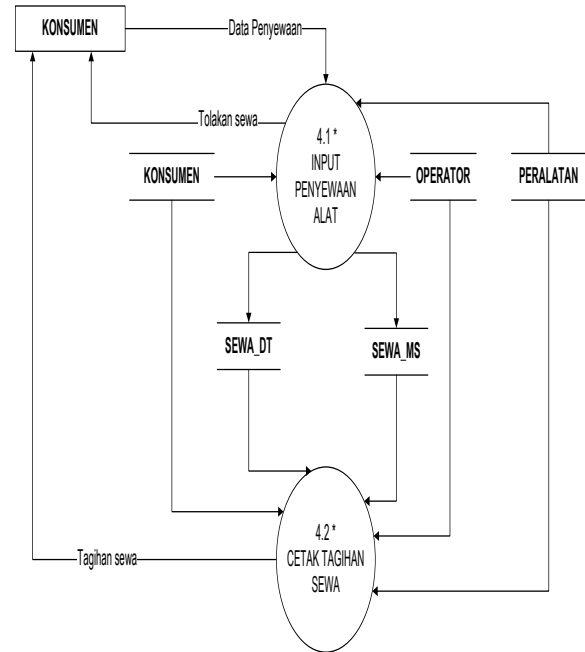 KONSUMEN
Data Penyewaan
Tolakan sewa
4.1 *
INPUT
PENYEWAAN
ALAT
KONSUMEN
OPERATOR
PERALATAN
SEWA_DT
SEWA_MS
4.2 *
CETAK TAGIHAN
SEWA
Tagihan sewa